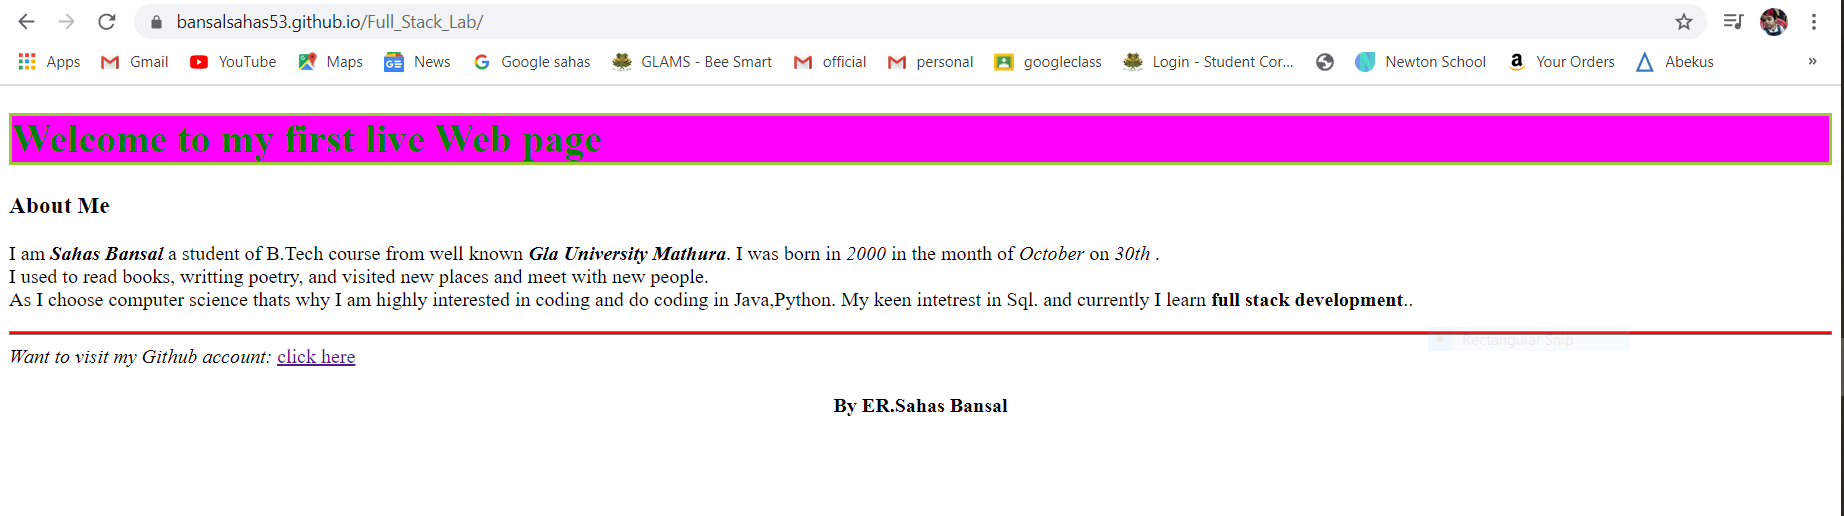 bansalsahas53.github.io/Full_Stack_Lab/
Apps Gmail YouTube Maps News Google sahas GLAMS - Bee Smart official personal googleclass Login - Student Cor... Newton School Your Orders Abekus »
Welcome to my first live Web page
About Me
I am Sahas Bansal a student of B.Tech course from well known Gla University Mathura. I was born in 2000 in the month of October on 30th .
I used to read books, writting poetry, and visited new places and meet with new people.
As I choose computer science thats why I am highly interested in coding and do coding in Java,Python. My keen intetrest in Sql. and currently I learn full stack development..
Rectangular Snip
Want to visit my Github account: click here
By ER.Sahas Bansal